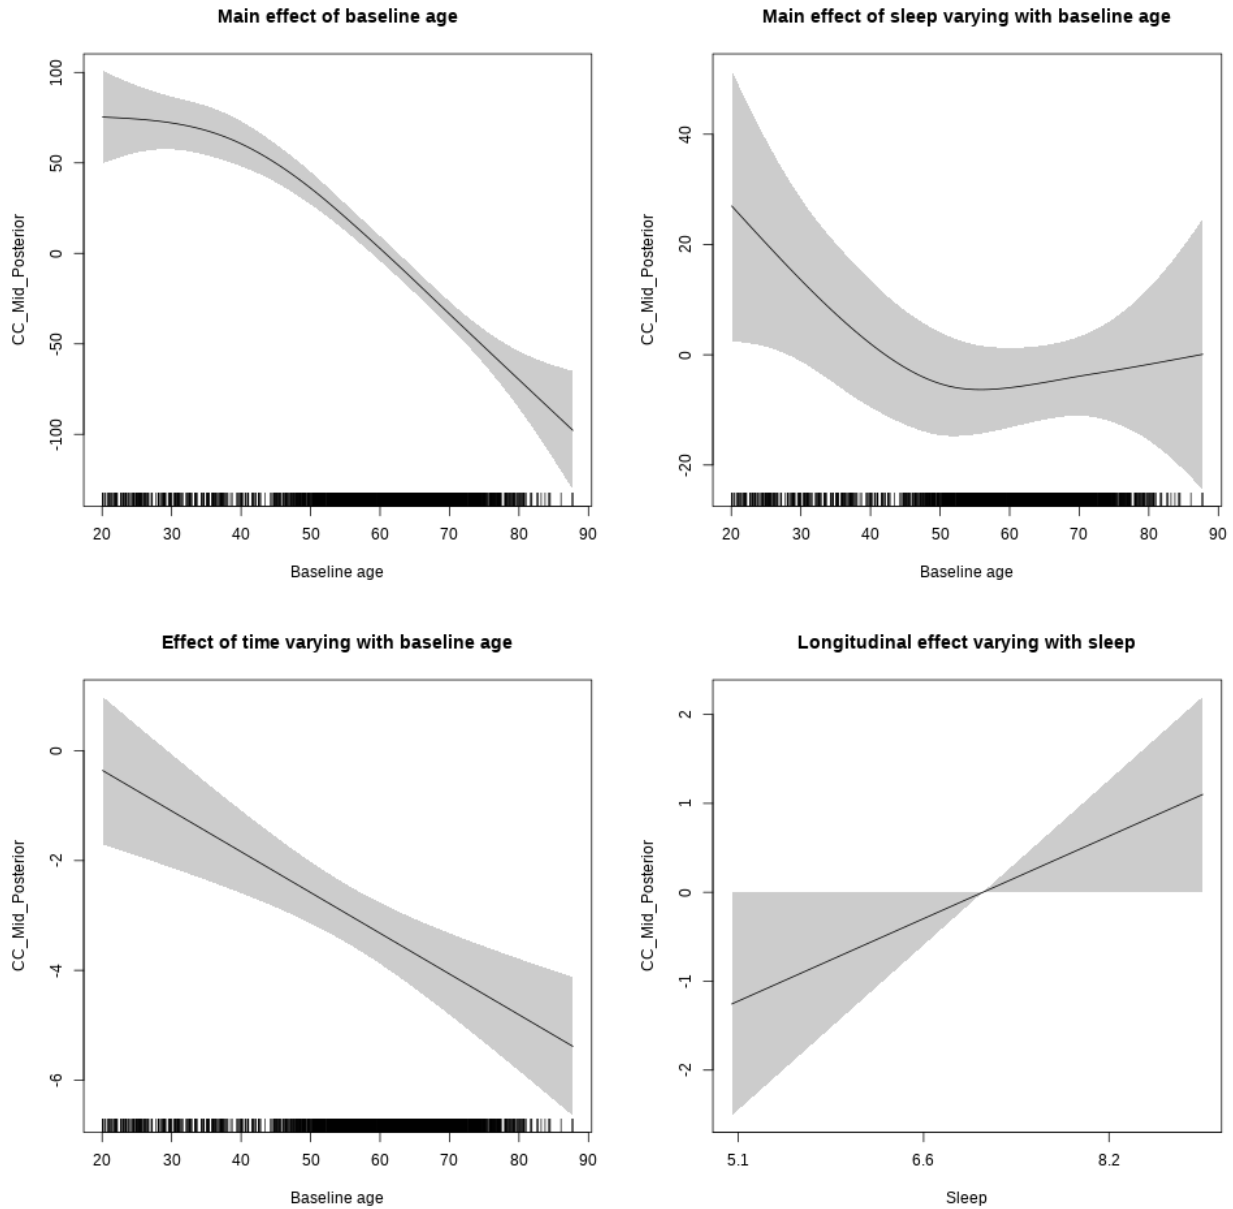 Main effect of baseline age
CC_Mid_Posterior
100
50
0
-50
-100
20 30 40 50 60 70 80 90
Baseline age
Main effect of sleep varying with baseline age
CC_Mid_Posterior
40
20
0
-20
20 30 40 50 60 70 80 90
Baseline age
Effect of time varying with baseline age
CC_Mid_Posterior
0
-2
-4
-6
20 30 40 50 60 70 80 90
Baseline age
Longitudinal effect varying with sleep
CC_Mid_Posterior
2
1
0
-1
-2
5.1 6.6 8.2
Sleep